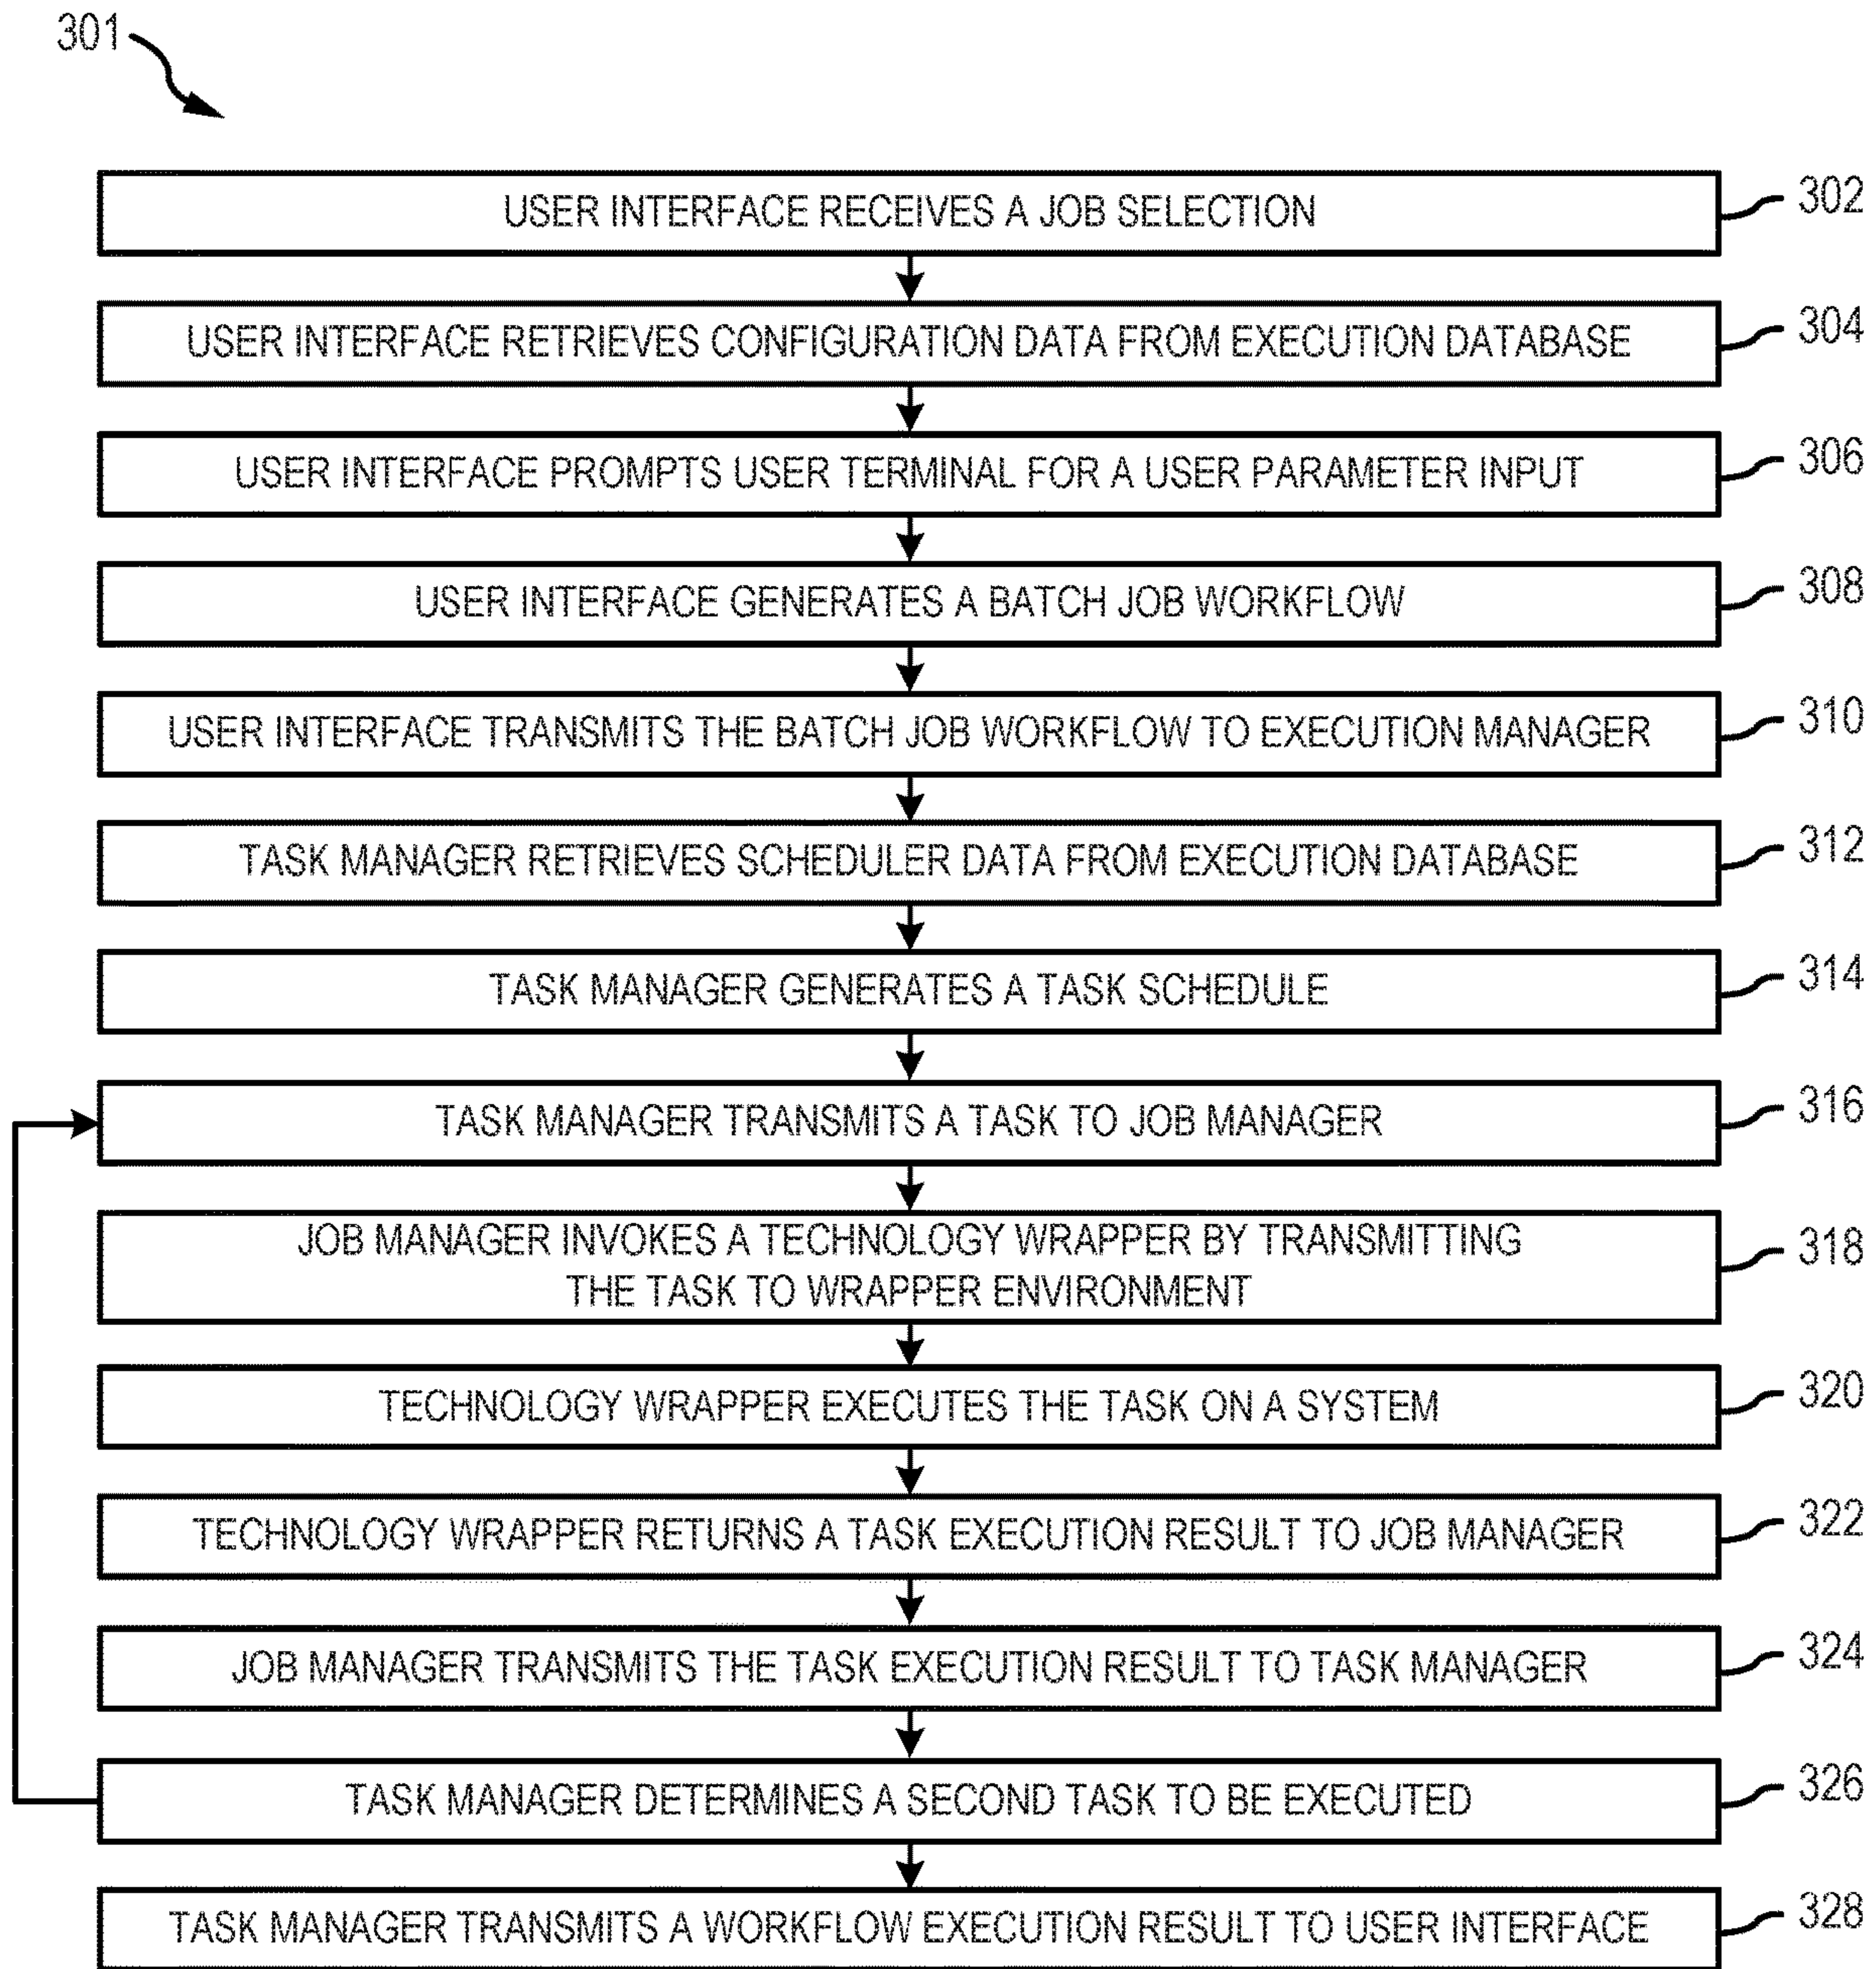 301
USER INTERFACE RECEIVES A JOB SELECTION
302
USER INTERFACE RETRIEVES CONFIGURATION DATA FROM EXECUTION DATABASE
304
USER INTERFACE PROMPTS USER TERMINAL FOR A USER PARAMETER INPUT
306
USER INTERFACE GENERATES A BATCH JOB WORKFLOW
308
USER INTERFACE TRANSMITS THE BATCH JOB WORKFLOW TO EXECUTION MANAGER
310
TASK MANAGER RETRIEVES SCHEDULER DATA FROM EXECUTION DATABASE
312
TASK MANAGER GENERATES A TASK SCHEDULE
314
TASK MANAGER TRANSMITS A TASK TO JOB MANAGER
316
JOB MANAGER INVOKES A TECHNOLOGY WRAPPER BY TRANSMITTING
THE TASK TO WRAPPER ENVIRONMENT
318
TECHNOLOGY WRAPPER EXECUTES THE TASK ON A SYSTEM
320
TECHNOLOGY WRAPPER RETURNS A TASK EXECUTION RESULT TO JOB MANAGER
322
JOB MANAGER TRANSMITS THE TASK EXECUTION RESULT TO TASK MANAGER
324
TASK MANAGER DETERMINES A SECOND TASK TO BE EXECUTED
326
TASK MANAGER TRANSMITS A WORKFLOW EXECUTION RESULT TO USER INTERFACE
328